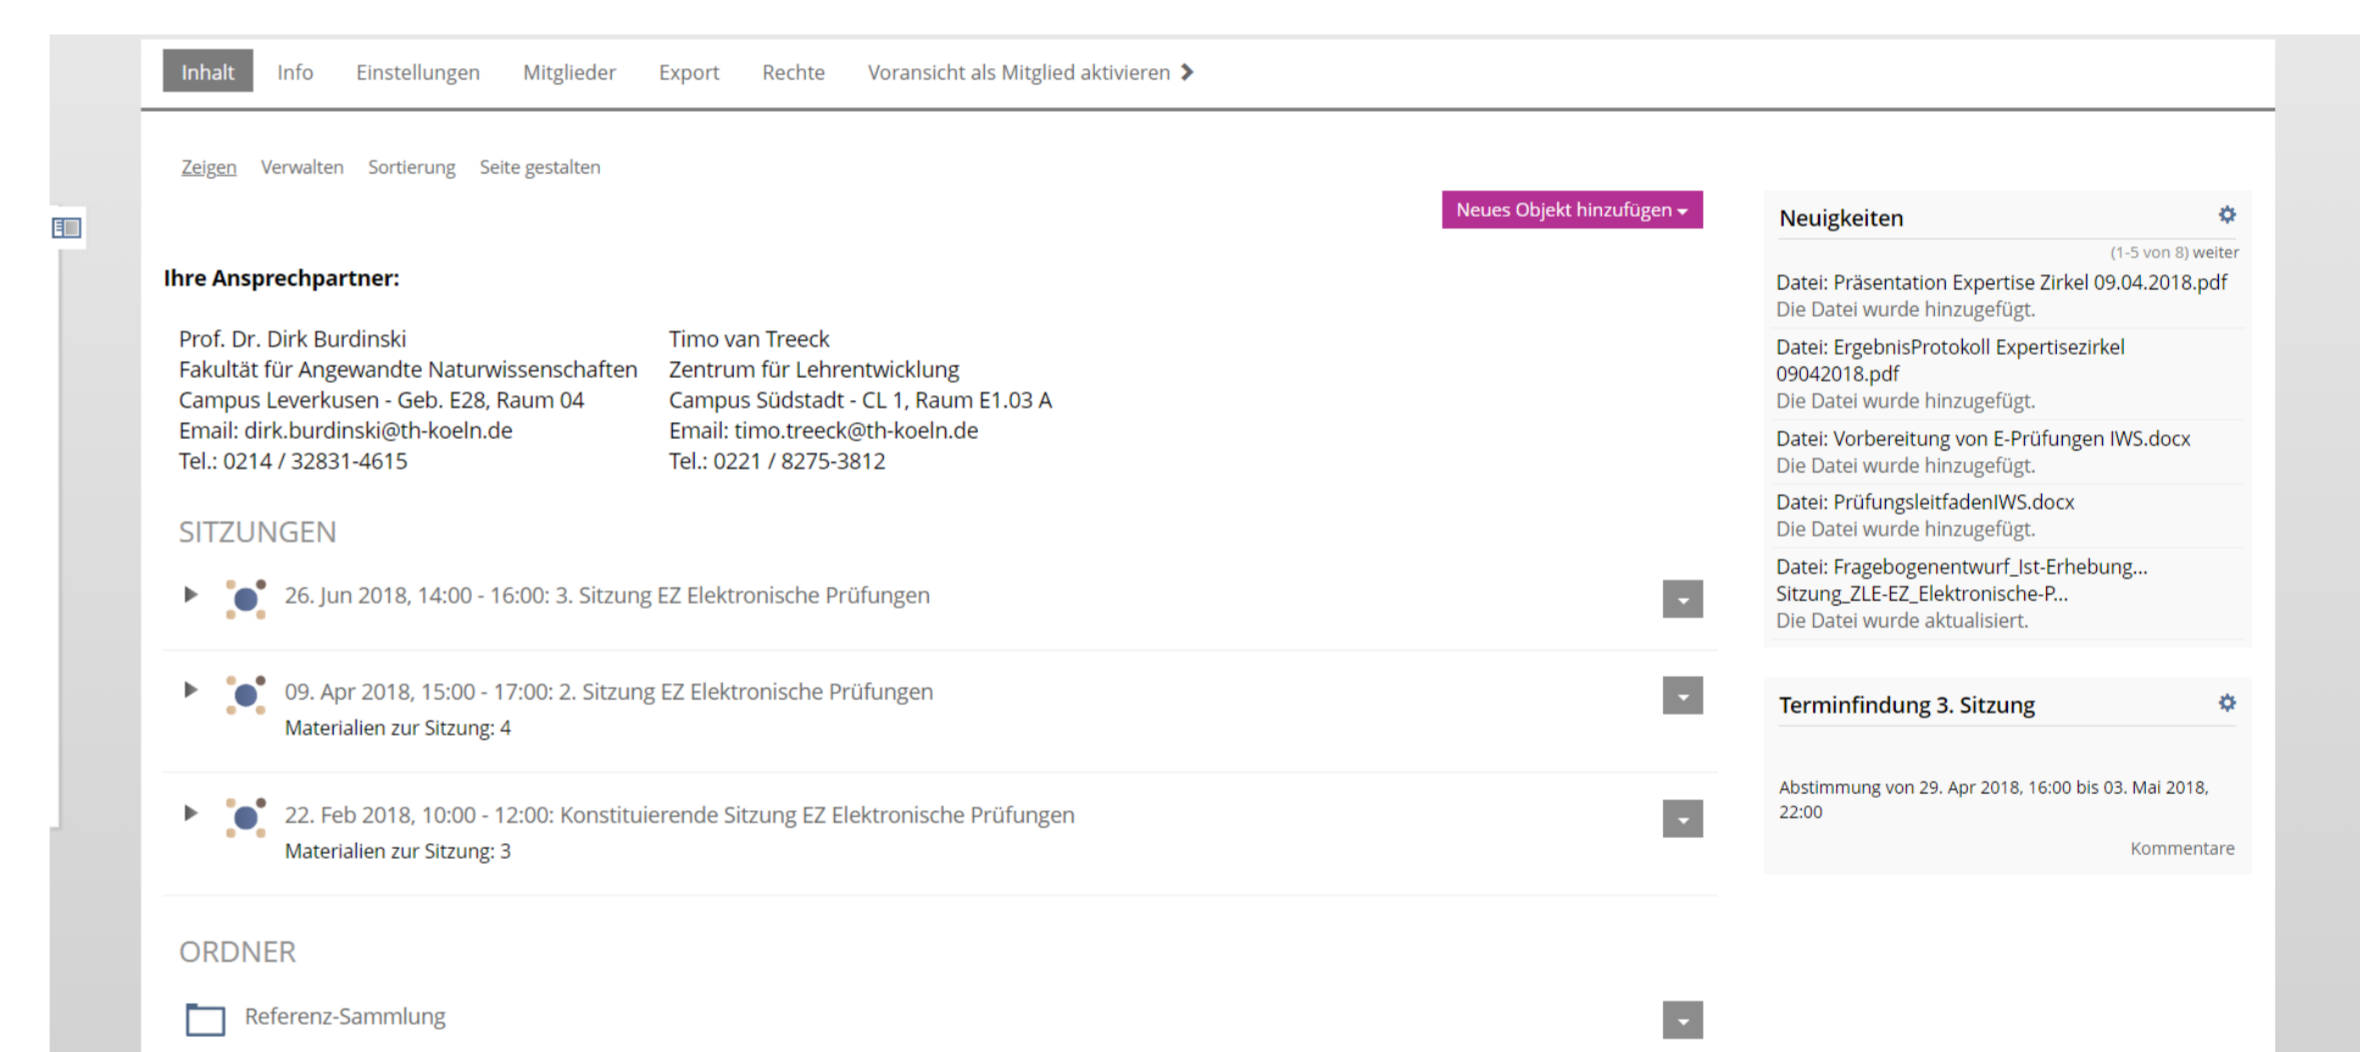 Inhalt Info Einstellungen Mitglieder Export Rechte Voransicht als Mitglied aktivieren
Zeigen Verwalten Sortierung Seite gestalten
Neues Objekt hinzufügen
Ihre Ansprechpartner:
Prof. Dr. Dirk Burdinski
Fakultät für Angewandte Naturwissenschaften
Campus Leverkusen - Geb. E28, Raum 04
Email: dirk.burdinski@th-koeln.de
Tel.: 0214 / 32831-4615
Timo van Treeck
Zentrum für Lehrentwicklung
Campus Südstadt - CL 1, Raum E1.03 A
Email: timo.treeck@th-koeln.de
Tel.: 0221 / 8275-3812
SITZUNGEN
26. Jun 2018, 14:00 - 16:00: 3. Sitzung EZ Elektronische Prüfungen
09. Apr 2018, 15:00 - 17:00: 2. Sitzung EZ Elektronische Prüfungen
Materialien zur Sitzung: 4
22. Feb 2018, 10:00 - 12:00: Konstituierende Sitzung EZ Elektronische Prüfungen
Materialien zur Sitzung: 3
ORDNER
Referenz-Sammlung
Neuigkeiten
(1-5 von 8) weiter
Datei: Präsentation Expertise Zirkel 09.04.2018.pdf
Die Datei wurde hinzugefügt.
Datei: ErgebnisProtokoll Expertisezirkel
09042018.pdf
Die Datei wurde hinzugefügt.
Datei: Vorbereitung von E-Prüfungen IWS.docx
Die Datei wurde hinzugefügt.
Datei: PrüfungsleitfadenIWS.docx
Die Datei wurde hinzugefügt.
Datei: Fragebogenentwurf_Ist-Erhebung...
Sitzung_ZLE-EZ_Elektronische-P...
Die Datei wurde aktualisiert.
Terminfindung 3. Sitzung
Abstimmung von 29. Apr 2018, 16:00 bis 03. Mai 2018,
22:00
Kommentare